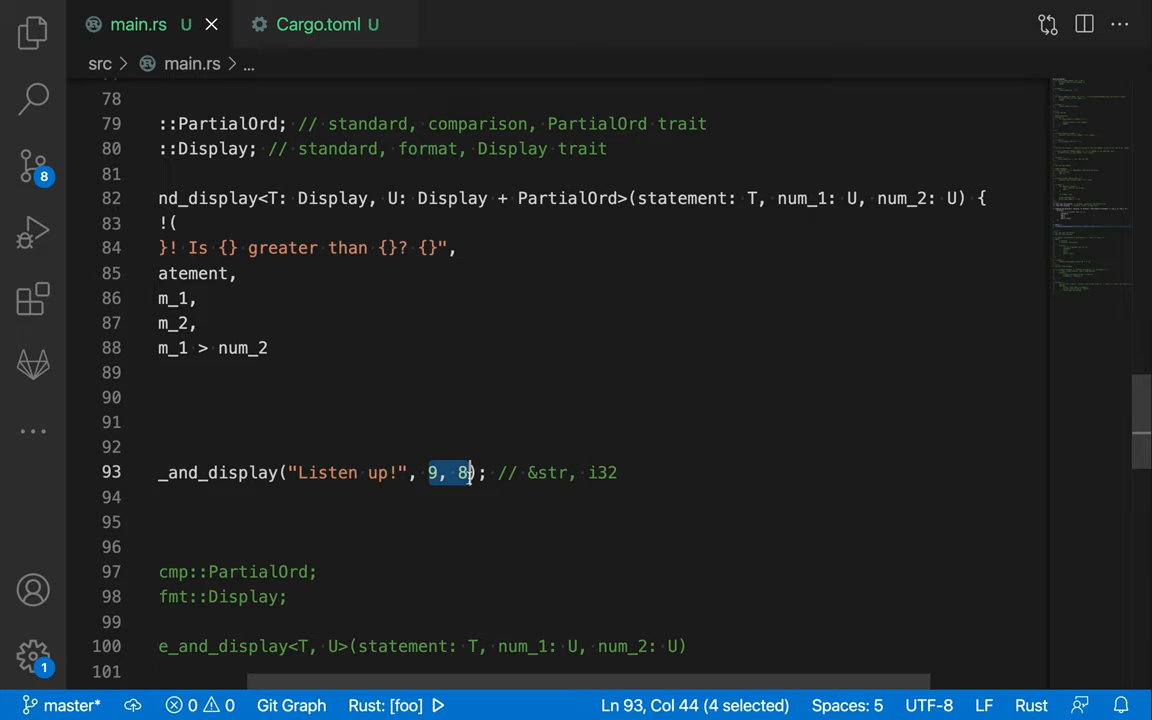 main.rs U
Cargo.toml U
src > main.rs > ...
78
79 ::PartialOrd; // standard, comparison, PartialOrd trait
80 ::Display; // standard, format, Display trait
81
82 nd_display<T: Display, U: Display + PartialOrd>(statement: T, num_1: U, num_2: U) {
83 !(
84 }! Is {} greater than {}? {}",
85 atement,
86 m_1,
87 m_2,
88 m_1 > num_2
89
90
91
92
93 _and_display("Listen up!", 9, 8); // &str, i32
94
95
96
97 cmp::PartialOrd;
98 fmt::Display;
99
100 e_and_display<T, U>(statement: T, num_1: U, num_2: U)
101
8
1
master* 0 0 Git Graph Rust: [foo] Ln 93, Col 44 (4 selected) Spaces: 5 UTF-8 LF Rust